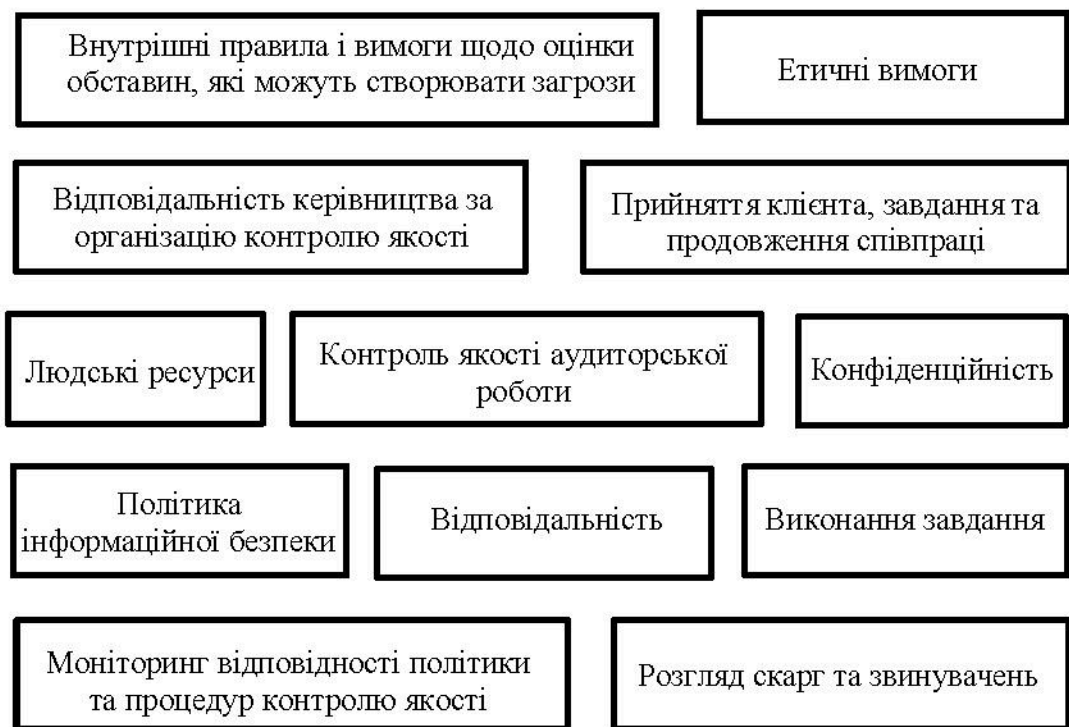 Внутрішні правила і вимоги щодо оцінки
обставин, які можуть створювати загрози
Етичні вимоги
Відповідальність керівництва за
організацію контролю якості
Прийняття клієнта, завдання та
продовження співпраці
Людські ресурси
Контроль якості аудиторської
роботи
Конфіденційність
Політика
інформаційної безпеки
Відповідальність
Виконання завдання
Моніторинг відповідності політики
та процедур контролю якості
Розгляд скарг та звинувачень